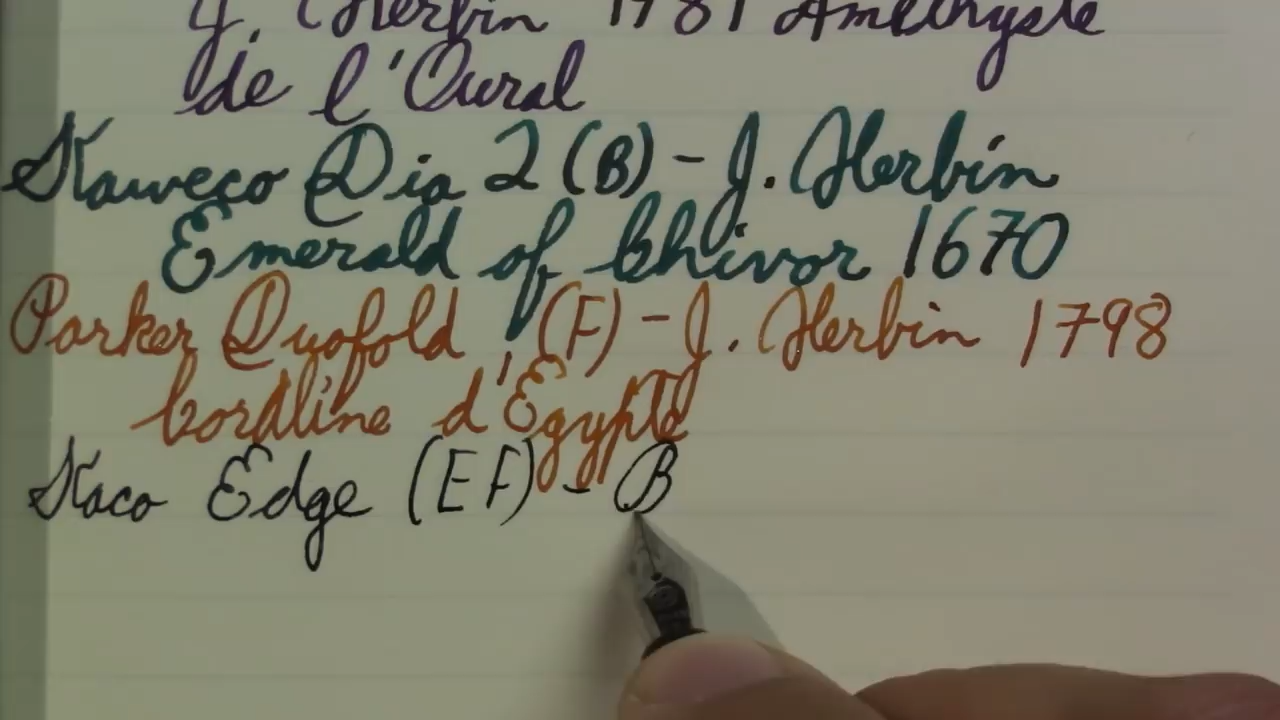 J. Herbin 1781 Améthyste
de l'Oural
Kaweco Dia 2 (B) - J. Herbin
Emerald of Chivor 1670
Parker Duofold (F) - J. Herbin 1798
Cornaline d'Egypte
Kaco Edge (EF) - B